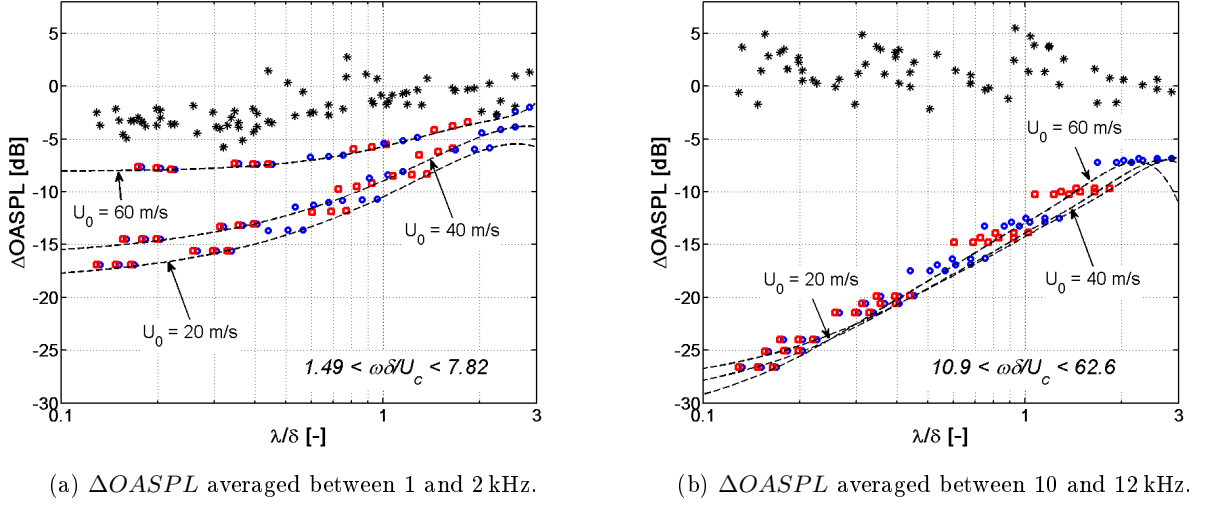 5
0
-5
-10
-15
-20
-25
-30
ΔOASPL [dB]
U₀ = 60 m/s
U₀ = 40 m/s
U₀ = 20 m/s
1.49 < ωδ/U_c < 7.82
0.1
1
3
λ/δ [-]
(a) ΔOASPL averaged between 1 and 2 kHz.
5
0
-5
-10
-15
-20
-25
-30
ΔOASPL [dB]
U₀ = 60 m/s
U₀ = 20 m/s
U₀ = 40 m/s
10.9 < ωδ/U_c < 62.6
0.1
1
3
λ/δ [-]
(b) ΔOASPL averaged between 10 and 12 kHz.